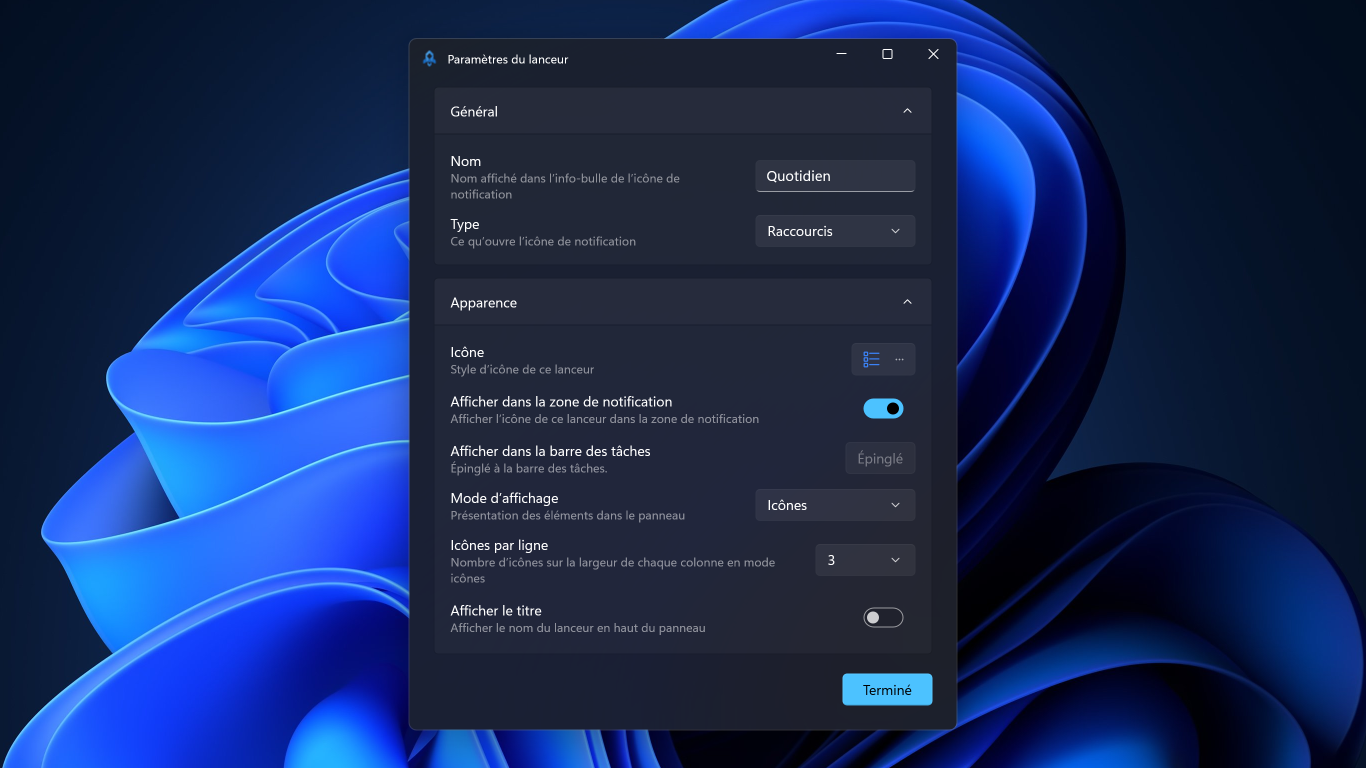 Paramètres du lanceur
Général
Nom
Nom affiché dans l'info-bulle de l'icône de
notification
Quotidien
Type
Ce qu'ouvre l'icône de notification
Raccourcis
Apparence
Icône
Style d'icône de ce lanceur
...
Afficher dans la zone de notification
Afficher l'icône de ce lanceur dans la zone de notification
Afficher dans la barre des tâches
Épinglé à la barre des tâches.
Épinglé
Mode d'affichage
Présentation des éléments dans le panneau
Icônes
Icônes par ligne
Nombre d'icônes sur la largeur de chaque colonne en mode
icônes
3
Afficher le titre
Afficher le nom du lanceur en haut du panneau
Terminé